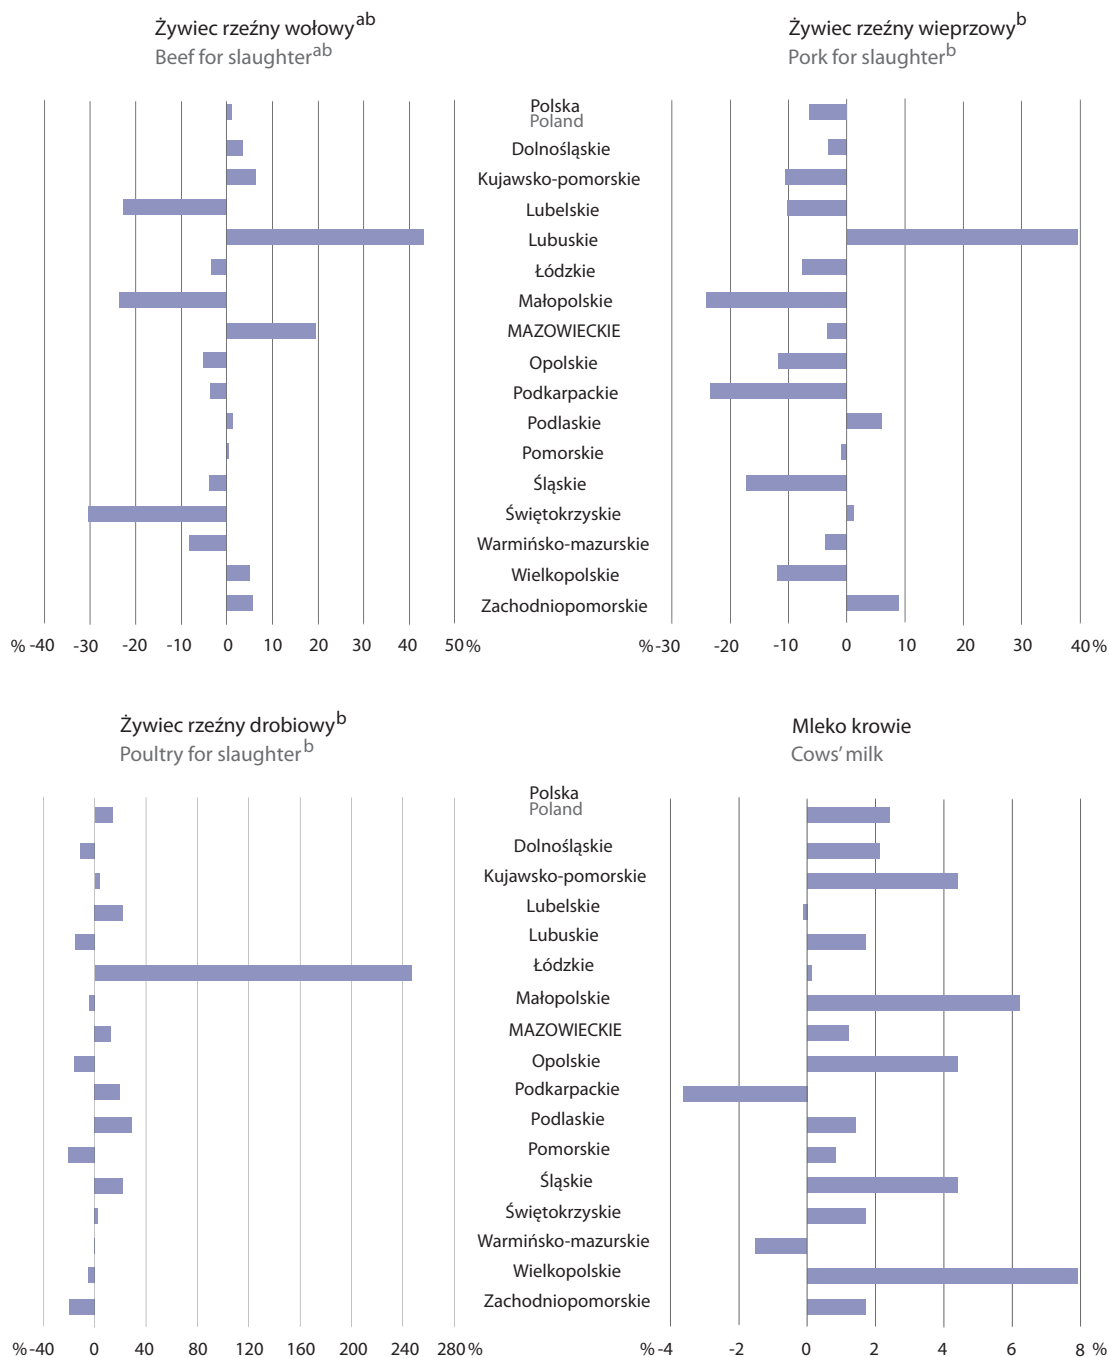 Żywiec rzeźny wołowy ab
Beef for slaughter ab
Żywiec rzeźny wieprzowy b
Pork for slaughter b
Polska
Poland
Dolnośląskie
Kujawsko-pomorskie
Lubelskie
Lubuskie
Łódzkie
Małopolskie
MAZOWIECKIE
Opolskie
Podkarpackie
Podlaskie
Pomorskie
Śląskie
Świętokrzyskie
Warmińsko-mazurskie
Wielkopolskie
Zachodniopomorskie
% -40 -30 -20 -10 0 10 20 30 40 50 %
% -30 -20 -10 0 10 20 30 40 %
Żywiec rzeźny drobiowy b
Poultry for slaughter b
Mleko krowie
Cows' milk
Polska
Poland
Dolnośląskie
Kujawsko-pomorskie
Lubelskie
Lubuskie
Łódzkie
Małopolskie
MAZOWIECKIE
Opolskie
Podkarpackie
Podlaskie
Pomorskie
Śląskie
Świętokrzyskie
Warmińsko-mazurskie
Wielkopolskie
Zachodniopomorskie
% -40 0 40 80 120 160 200 240 280 %
% -4 -2 0 2 4 6 8 %